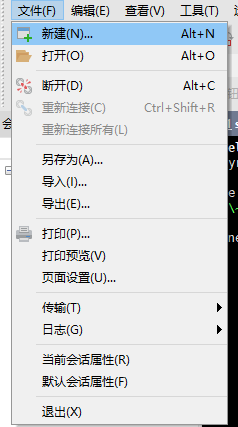 文件(F) 编辑(E) 查看(V) 工具(T)
新建(N)... Alt+N
打开(O) Alt+O
断开(D) Alt+C
重新连接(C) Ctrl+Shift+R
重新连接所有(L)
另存为(A)...
导入(I)...
导出(E)...
打印(P)...
打印预览(V)
页面设置(U)...
传输(T)
日志(G)
当前会话属性(R)
默认会话属性(F)
退出(X)